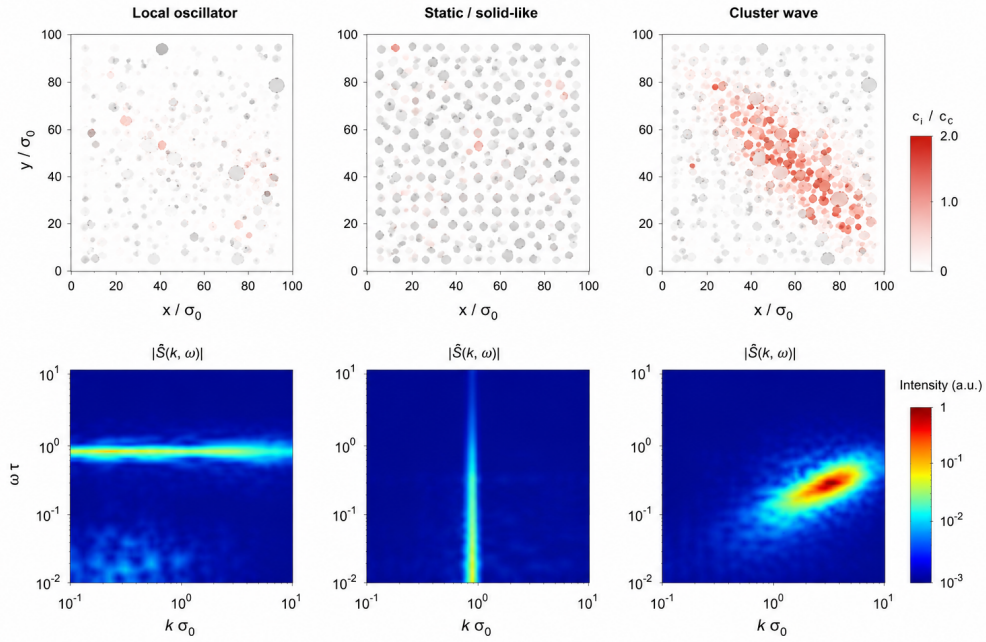 Local oscillator
Static / solid-like
Cluster wave
100
80
60
40
20
0
y / σ0
0 20 40 60 80 100
x / σ0
100
80
60
40
20
0
0 20 40 60 80 100
x / σ0
100
80
60
40
20
0
0 20 40 60 80 100
x / σ0
ci / cc
2.0
1.0
0
|Ŝ(k, ω)|
10^1
10^0
10^-1
10^-2
ω τ
10^-1 10^0 10^1
k σ0
|Ŝ(k, ω)|
10^1
10^0
10^-1
10^-2
10^-1 10^0 10^1
k σ0
|Ŝ(k, ω)|
10^1
10^0
10^-1
10^-2
10^-1 10^0 10^1
k σ0
Intensity (a.u.)
1
10^-1
10^-2
10^-3